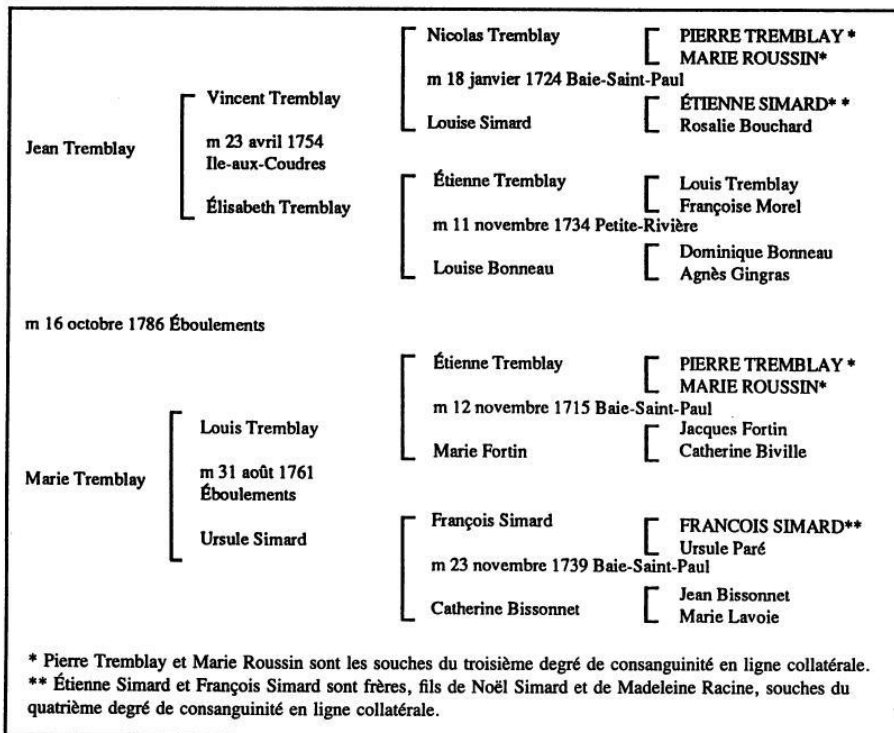 Nicolas Tremblay
PIERRE TREMBLAY *
MARIE ROUSSIN*
m 18 janvier 1724 Baie-Saint-Paul
Vincent Tremblay
ÉTIENNE SIMARD* *
Louise Simard
Rosalie Bouchard
m 23 avril 1754
Ile-aux-Coudres
Jean Tremblay
Étienne Tremblay
Louis Tremblay
Françoise Morel
Élisabeth Tremblay
m 11 novembre 1734 Petite-Rivière
Dominique Bonneau
Louise Bonneau
Agnès Gingras
m 16 octobre 1786 Éboulements
Étienne Tremblay
PIERRE TREMBLAY *
MARIE ROUSSIN*
m 12 novembre 1715 Baie-Saint-Paul
Louis Tremblay
Jacques Fortin
Marie Fortin
Catherine Biville
m 31 août 1761
Éboulements
Marie Tremblay
François Simard
FRANCOIS SIMARD**
Ursule Paré
Ursule Simard
m 23 novembre 1739 Baie-Saint-Paul
Jean Bissonnet
Catherine Bissonnet
Marie Lavoie
* Pierre Tremblay et Marie Roussin sont les souches du troisième degré de consanguinité en ligne collatérale.
** Étienne Simard et François Simard sont frères, fils de Noël Simard et de Madeleine Racine, souches du
quatrième degré de consanguinité en ligne collatérale.